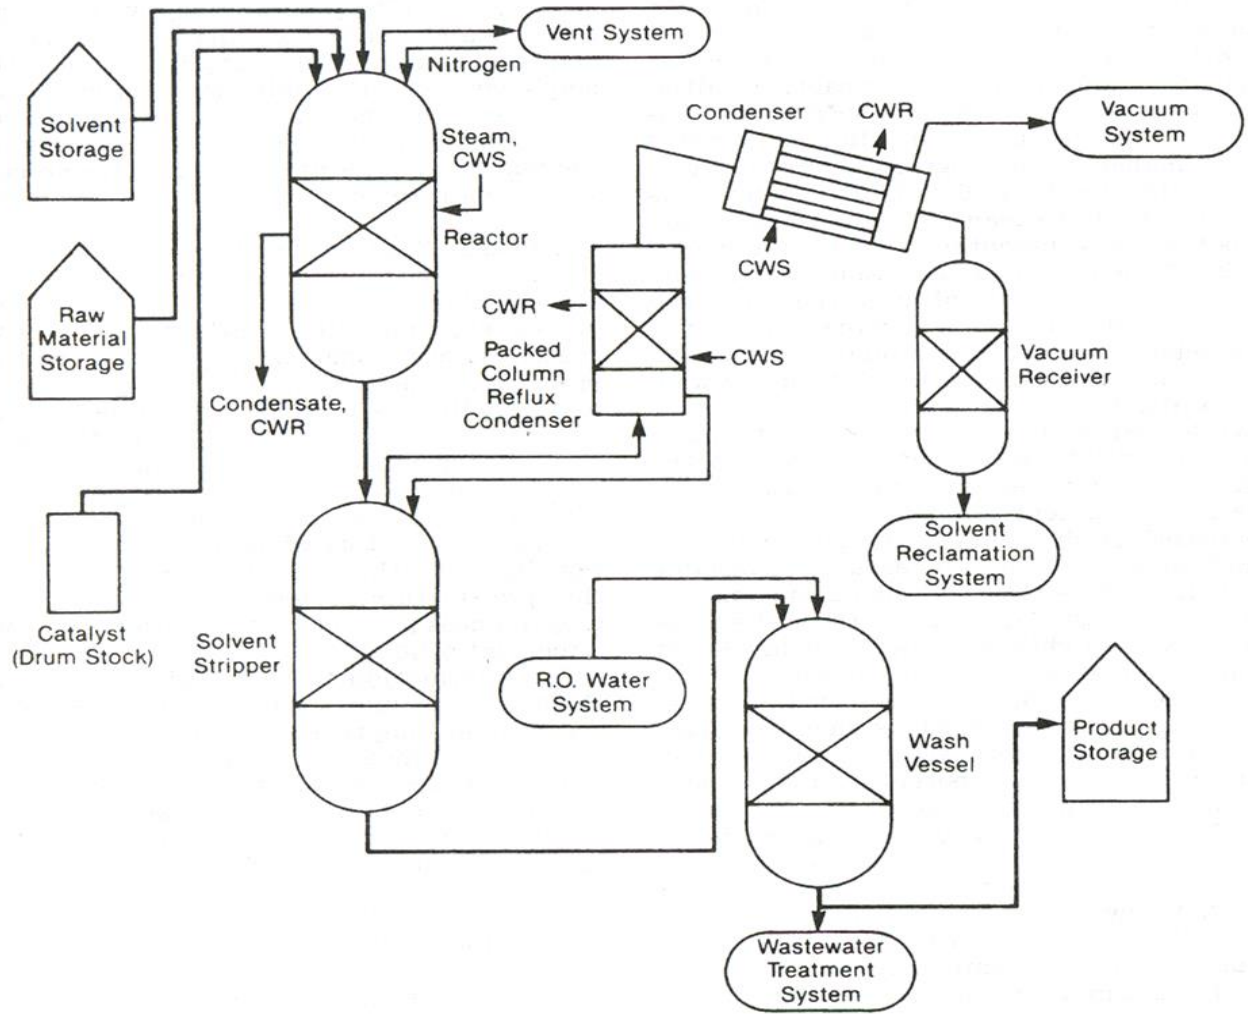 Vent System
Nitrogen
Solvent
Storage
Steam,
CWS
Reactor
Condenser
CWR
Vacuum
System
CWS
Raw
Material
Storage
Condensate,
CWR
CWR
CWS
Packed
Column
Reflux
Condenser
Vacuum
Receiver
Solvent
Reclamation
System
Catalyst
(Drum Stock)
Solvent
Stripper
R.O. Water
System
Wash
Vessel
Product
Storage
Wastewater
Treatment
System